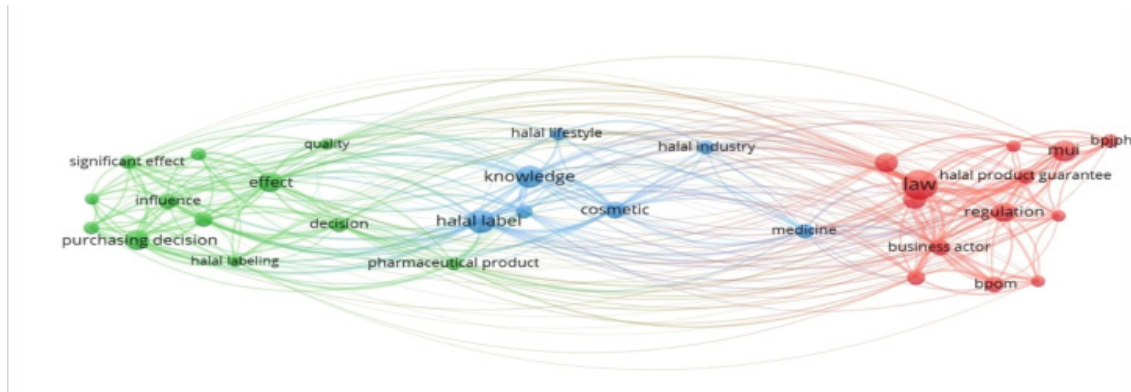 halal lifestyle
bpjph
quality
halal industry
mui
significant effect
knowledge
halal product guarantee
effect
law
influence
cosmetic
regulation
halal label
decision
medicine
purchasing decision
business actor
halal labeling
pharmaceutical product
bpom